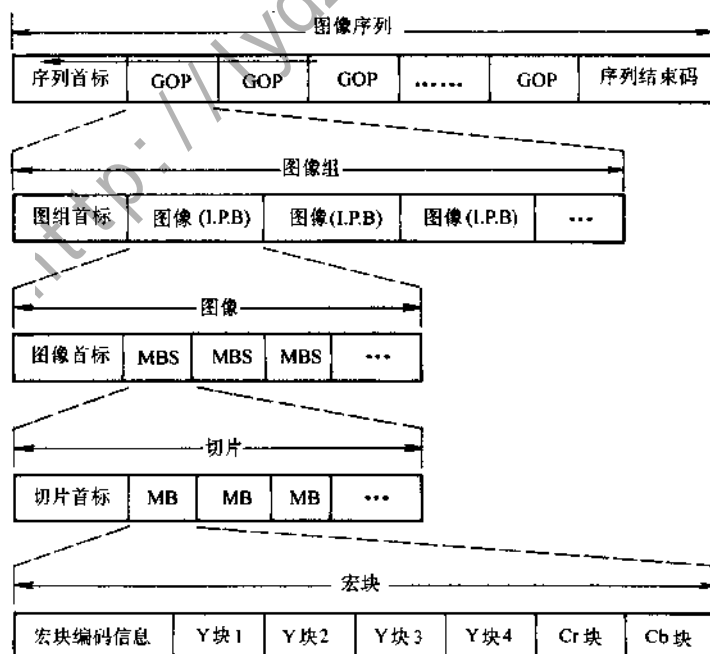 图像序列
序列首标 GOP GOP GOP …… GOP 序列结束码
图像组
图组首标 图像 (I.P.B) 图像(I.P.B) 图像(I.P.B) …
图像
图像首标 MBS MBS MBS …
切片
切片首标 MB MB MB …
宏块
宏块编码信息 Y块1 Y块2 Y块3 Y块4 Cr块 Cb块